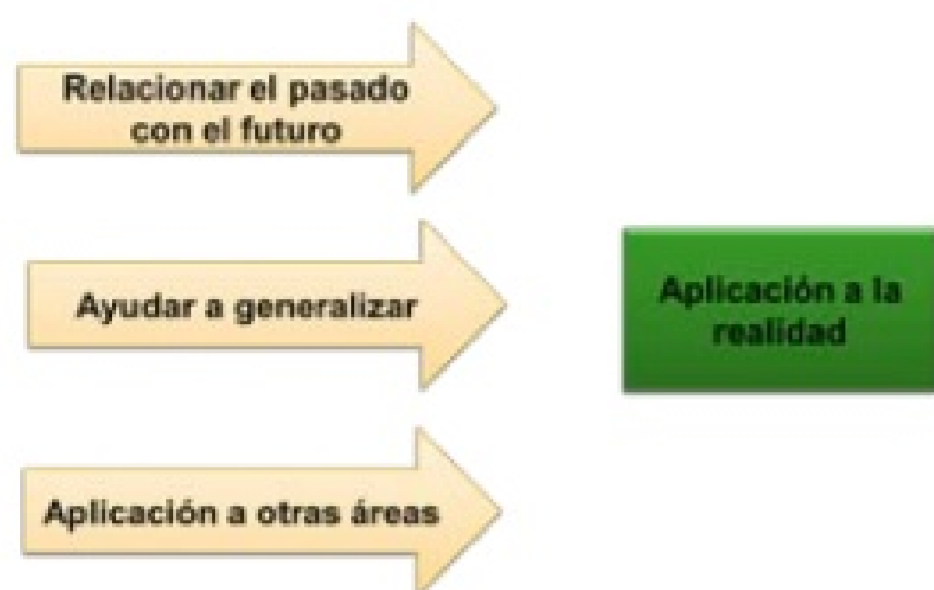 Relacionar el pasado
con el futuro
Ayudar a generalizar
Aplicación a la
realidad
Aplicación a otras áreas